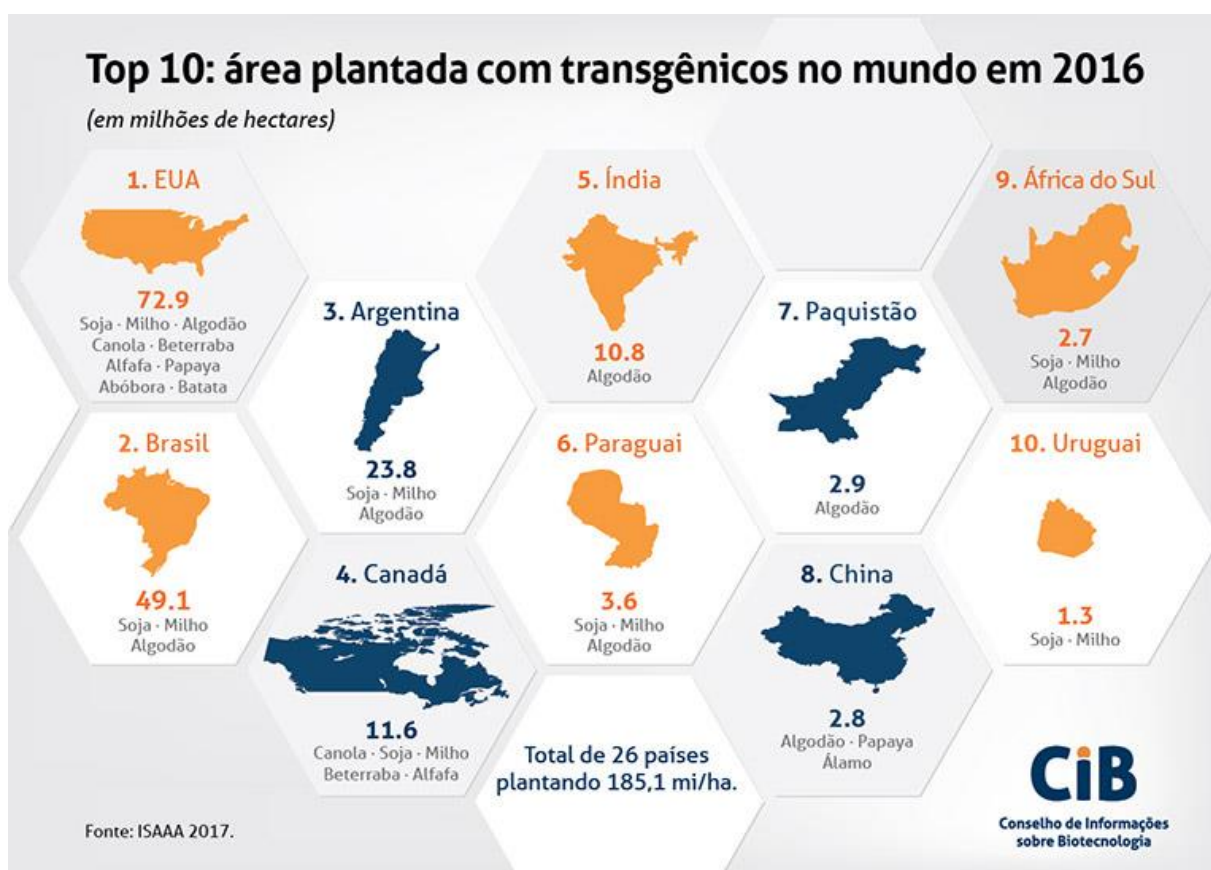 Top 10: área plantada com transgênicos no mundo em 2016
(em milhões de hectares)
1. EUA
72.9
Soja · Milho · Algodão
Canola · Beterraba
Alfafa · Papaya
Abóbora · Batata
2. Brasil
49.1
Soja · Milho
Algodão
3. Argentina
23.8
Soja · Milho
Algodão
4. Canadá
11.6
Canola · Soja · Milho
Beterraba · Alfafa
5. Índia
10.8
Algodão
6. Paraguai
3.6
Soja · Milho
Algodão
Total de 26 países
plantando 185,1 mi/ha.
7. Paquistão
2.9
Algodão
8. China
2.8
Algodão · Papaya
Álamo
9. África do Sul
2.7
Soja · Milho
Algodão
10. Uruguai
1.3
Soja · Milho
Fonte: ISAAA 2017.
CiB
Conselho de Informações
sobre Biotecnologia